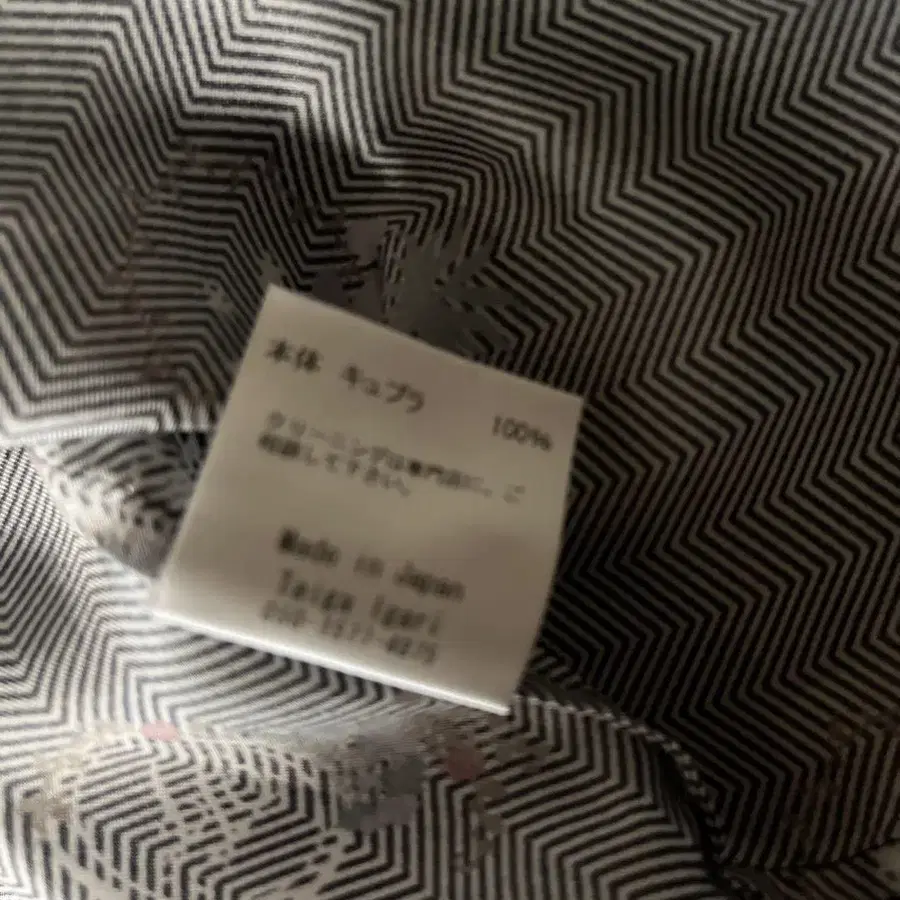 本体 キュプラ 100%
クリーニングは専門店に、ご
相談して下さい。
Made in Japan
Taiga Igari